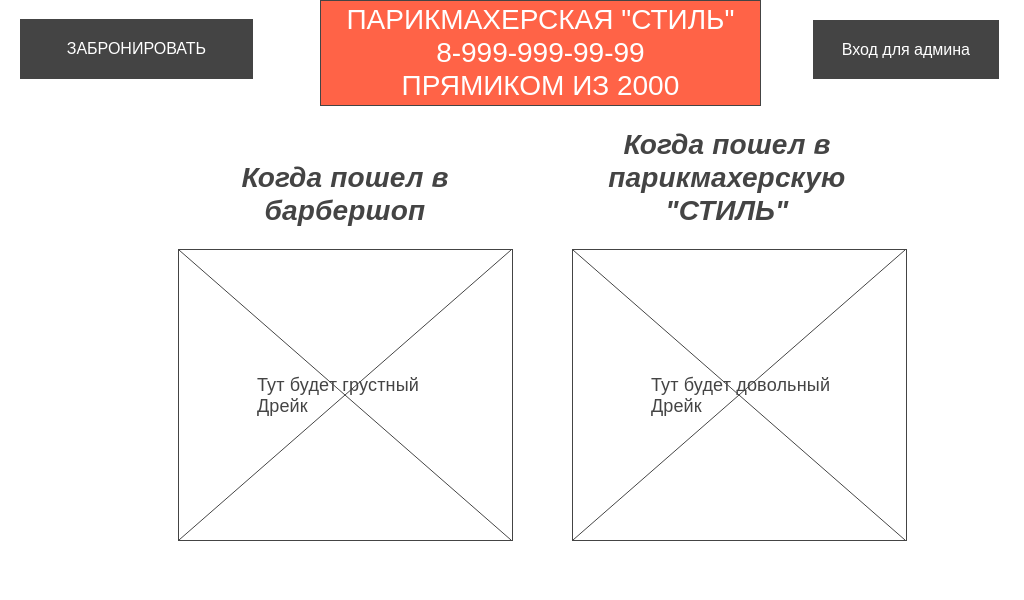 ЗАБРОНИРОВАТЬ
ПАРИКМАХЕРСКАЯ "СТИЛЬ"
8-999-999-99-99
ПРЯМИКОМ ИЗ 2000
Вход для админа
Когда пошел в
барбершоп
Когда пошел в
парикмахерскую
"СТИЛЬ"
Тут будет грустный
Дрейк
Тут будет довольный
Дрейк